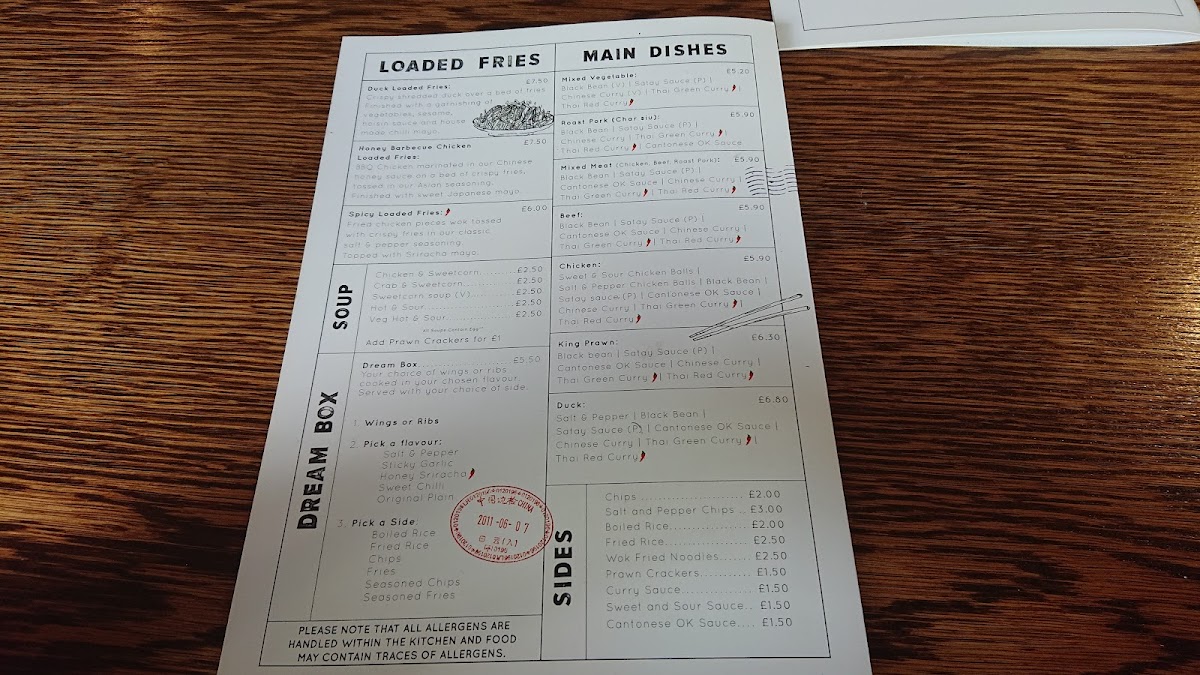 LOADED FRIES
Duck Loaded Fries: £7.50
Crispy shredded duck over a bed of fries
Finished with a garnishing of
vegetables, sesame,
hoisin sauce and house
made chilli mayo.
Honey Barbecue Chicken £7.50
Loaded Fries:
BBQ Chicken marinated in our Chinese
honey sauce on a bed of crispy fries,
tossed in our Asian seasoning.
Finished with sweet Japanese mayo.
Spicy Loaded Fries: £6.00
Fried chicken pieces wok tossed
with crispy fries in our classic
salt & pepper seasoning.
Topped with Sriracha mayo.
SOUP
Chicken & Sweetcorn..........£2.50
Crab & Sweetcorn..............£2.50
Sweetcorn soup (V)............£2.50
Hot & Sour.......................£2.50
Veg Hot & Sour.................£2.50
All Soups Contain Egg
Add Prawn Crackers for £1
DREAM BOX
Dream Box.......................£5.50
Your choice of wings or ribs
cooked in your chosen flavour.
Served with your choice of side.
1. Wings or Ribs
2. Pick a flavour:
Salt & Pepper
Sticky Garlic
Honey Sriracha
Sweet Chilli
Original Plain
3. Pick a Side:
Boiled Rice
Fried Rice
Chips
Fries
Seasoned Chips
Seasoned Fries
CHINA
2011-06-07
PLEASE NOTE THAT ALL ALLERGENS ARE
HANDLED WITHIN THE KITCHEN AND FOOD
MAY CONTAIN TRACES OF ALLERGENS.
MAIN DISHES
Mixed Vegetable: £5.20
Black Bean (V) | Satay Sauce (P) |
Chinese Curry (V) | Thai Green Curry |
Thai Red Curry
Roast Pork (Char siu): £5.90
Black Bean | Satay Sauce (P) |
Chinese Curry | Thai Green Curry |
Thai Red Curry | Cantonese OK Sauce
Mixed Meat (Chicken, Beef, Roast Pork): £5.90
Black Bean | Satay Sauce (P) |
Cantonese OK Sauce | Chinese Curry |
Thai Green Curry | Thai Red Curry
Beef: £5.90
Black Bean | Satay Sauce (P) |
Cantonese OK Sauce | Chinese Curry |
Thai Green Curry | Thai Red Curry
Chicken: £5.90
Sweet & Sour Chicken Balls |
Salt & Pepper Chicken Balls | Black Bean |
Satay sauce (P) | Cantonese OK Sauce |
Chinese Curry | Thai Green Curry |
Thai Red Curry
King Prawn: £6.30
Black bean | Satay Sauce (P) |
Cantonese OK Sauce | Chinese Curry |
Thai Green Curry | Thai Red Curry
Duck: £6.80
Salt & Pepper | Black Bean |
Satay Sauce (P) | Cantonese OK Sauce |
Chinese Curry | Thai Green Curry |
Thai Red Curry
SIDES
Chips ...................... £2.00
Salt and Pepper Chips .. £3.00
Boiled Rice................. £2.00
Fried Rice.................. £2.50
Wok Fried Noodles....... £2.50
Prawn Crackers........... £1.50
Curry Sauce............... £1.50
Sweet and Sour Sauce.. £1.50
Cantonese OK Sauce.... £1.50